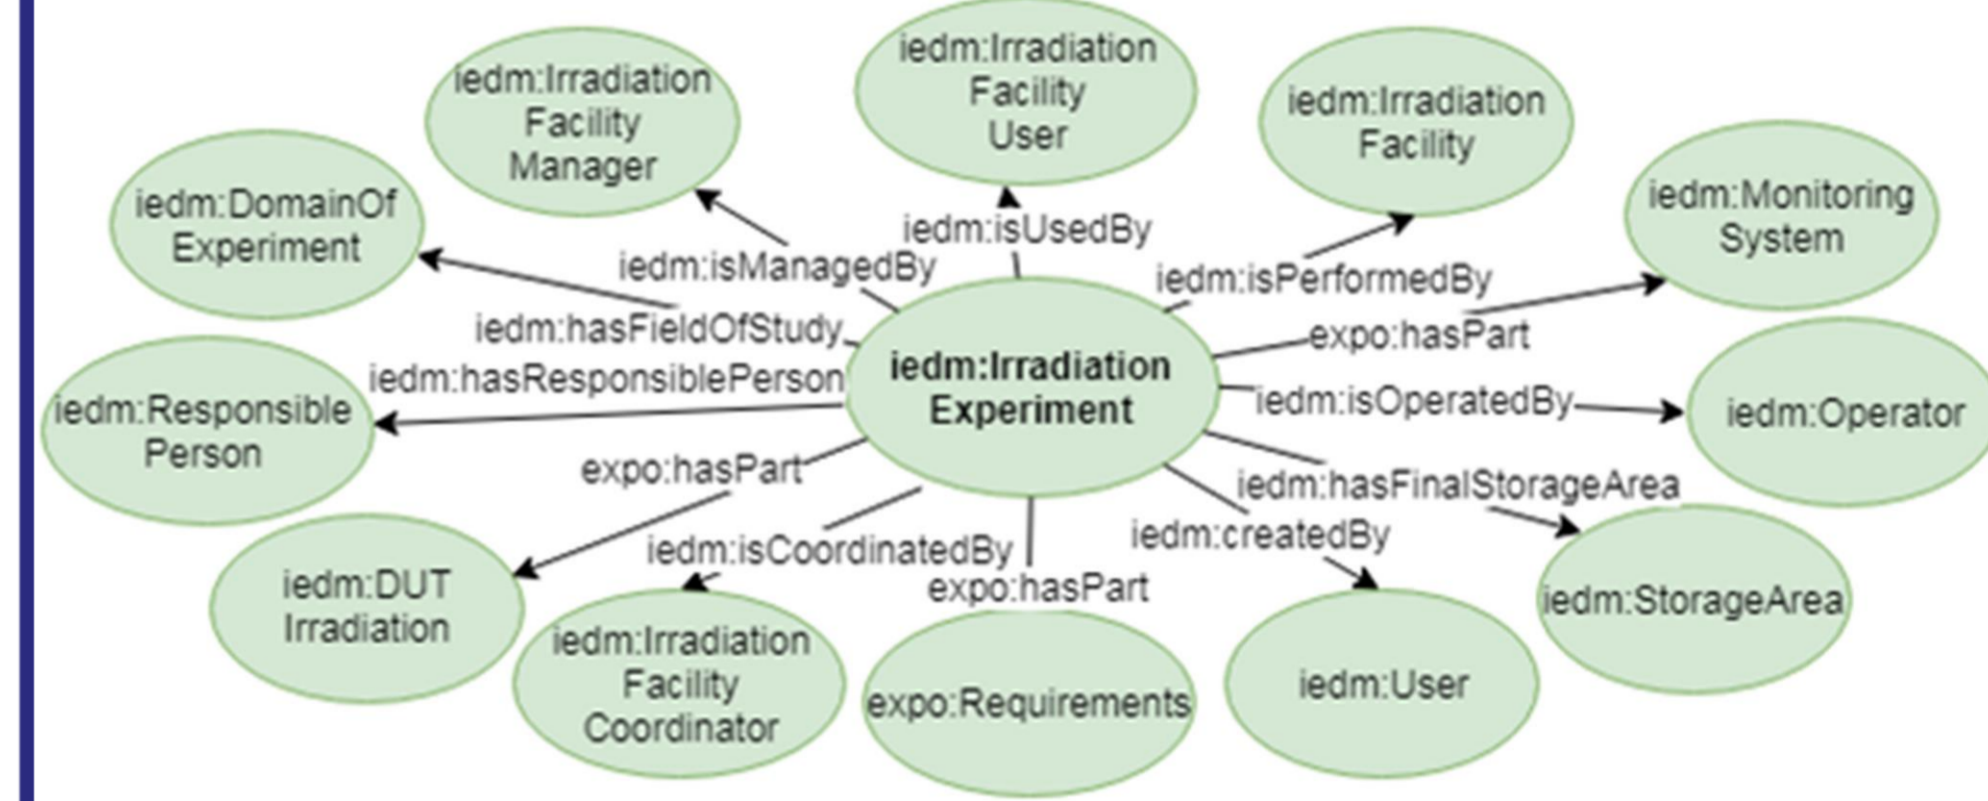 iedm:Irradiation
Facility
User
iedm:Irradiation
Facility
Manager
iedm:Irradiation
Facility
iedm:DomainOf
Experiment
iedm:Monitoring
System
iedm:isUsedBy
iedm:isManagedBy
iedm:isPerformedBy
iedm:hasFieldOfStudy
expo:hasPart
iedm:hasResponsiblePerson
iedm:Irradiation
Experiment
iedm:isOperatedBy
iedm:Operator
iedm:Responsible
Person
expo:hasPart
iedm:hasFinalStorageArea
iedm:isCoordinatedBy
iedm:createdBy
expo:hasPart
iedm:DUT
Irradiation
iedm:StorageArea
iedm:Irradiation
Facility
Coordinator
expo:Requirements
iedm:User